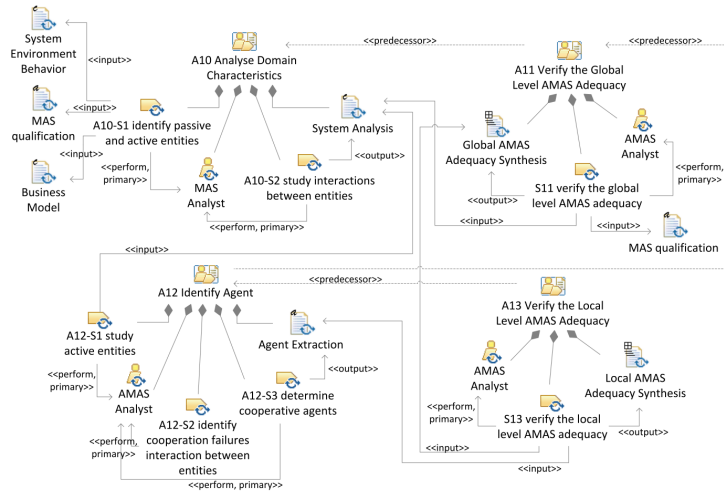 System
Environment
Behavior
<<input>>
MAS
qualification
<<input>>
A10-S1 identify passive
and active entities
<<input>>
Business
Model
<<perform,
primary>>
A10 Analyse Domain
Characteristics
MAS
Analyst
<<perform, primary>>
A10-S2 study interactions
between entities
<<output>>
System Analysis
<<predecessor>>
<<predecessor>>
A11 Verify the Global
Level AMAS Adequacy
Global AMAS
Adequacy Synthesis
AMAS
Analyst
<<perform,
primary>>
S11 verify the global
level AMAS adequacy
<<output>>
<<input>>
<<input>>
MAS qualification
<<input>>
A12 Identify Agent
<<predecessor>>
A12-S1 study
active entities
<<perform,
primary>>
AMAS
Analyst
A12-S2 identify
cooperation failures
interaction between
entities
A12-S3 determine
cooperative agents
<<output>>
Agent Extraction
<<perform,
primary>>
<<perform, primary>>
A13 Verify the Local
Level AMAS Adequacy
AMAS
Analyst
Local AMAS
Adequacy Synthesis
<<perform,
primary>>
S13 verify the local
level AMAS adequacy
<<output>>
<<input>>
<<input>>